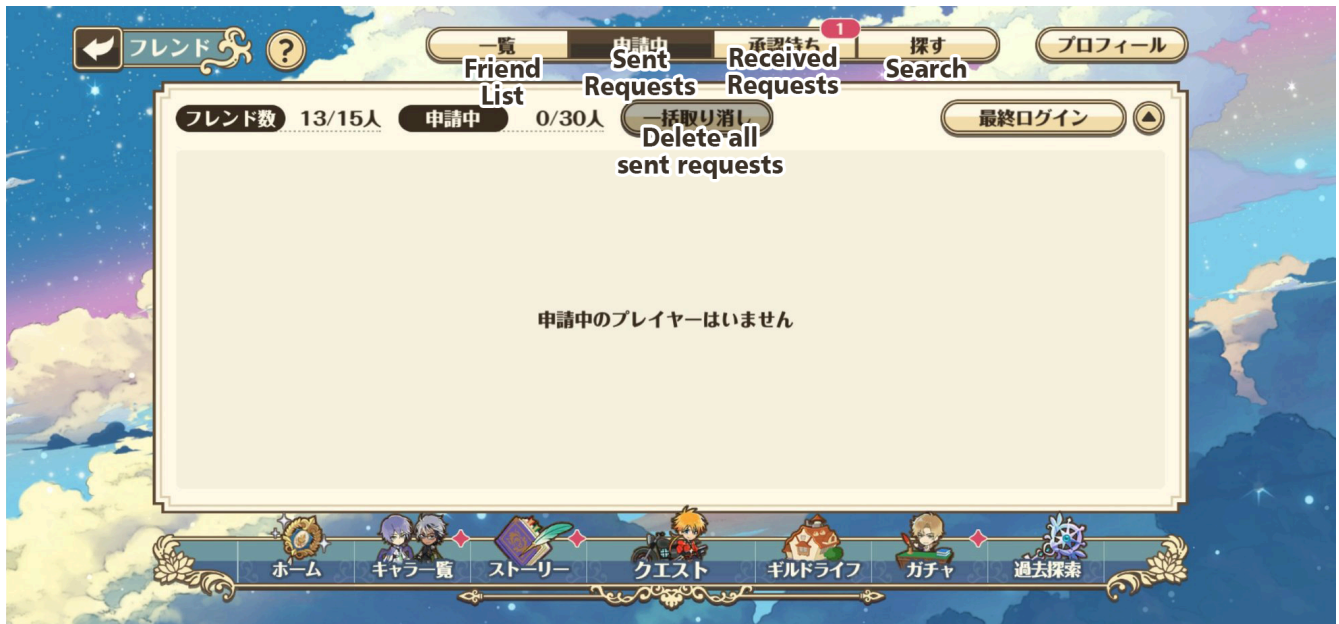 フレンド
?
一覧
申請中
承認待ち
1
探す
プロフィール
Friend
List
Sent
Requests
Received
Requests
Search
フレンド数 13/15人 申請中 0/30人 一括取り消し 最終ログイン
Delete all
sent requests
申請中のプレイヤーはいません
ホーム キャラ一覧 ストーリー クエスト ギルドライフ ガチャ 過去探索